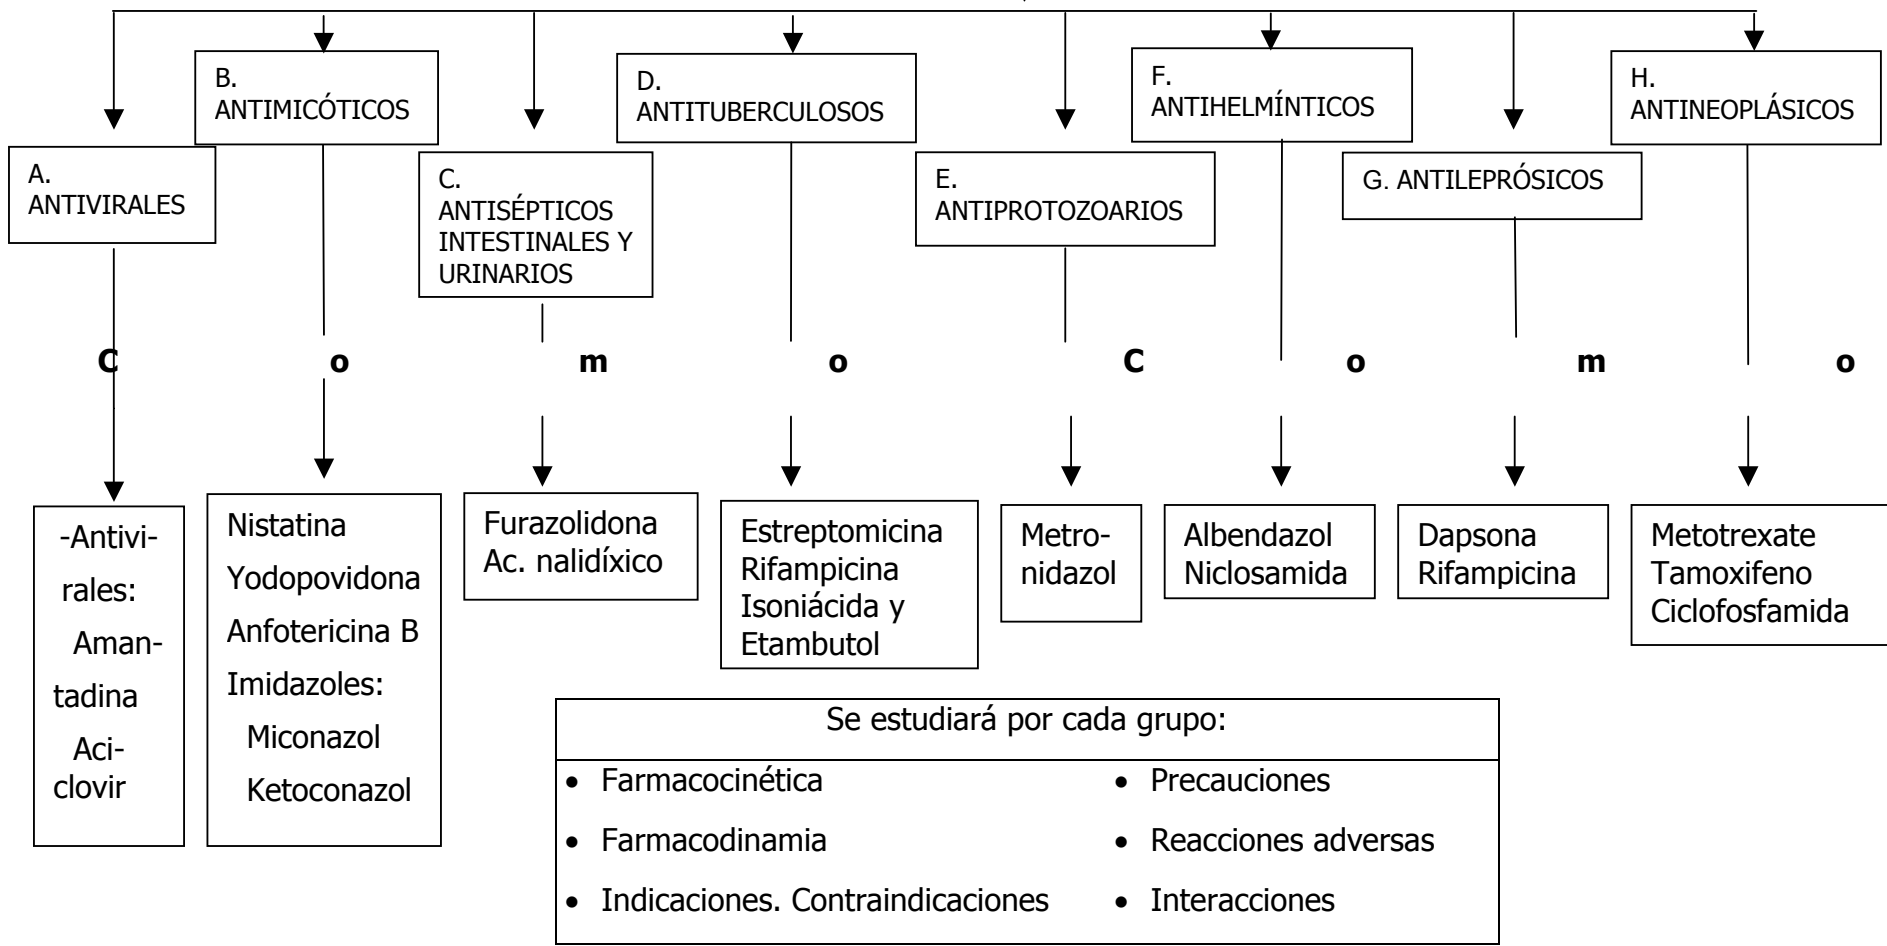 B.
ANTIMICÓTICOS
D.
ANTITUBERCULOSOS
F.
ANTIHELMÍNTICOS
H.
ANTINEOPLÁSICOS
A.
ANTIVIRALES
C.
ANTISÉPTICOS
INTESTINALES Y
URINARIOS
E.
ANTIPROTOZOARIOS
G. ANTILEPRÓSICOS
C o m o C o m o
-Antivi-
rales:
Aman-
tadina
Aci-
clovir
Nistatina
Yodopovidona
Anfotericina B
Imidazoles:
Miconazol
Ketoconazol
Furazolidona
Ac. nalidíxico
Estreptomicina
Rifampicina
Isoniácida y
Etambutol
Metro-
nidazol
Albendazol
Niclosamida
Dapsona
Rifampicina
Metotrexate
Tamoxifeno
Ciclofosfamida
Se estudiará por cada grupo:
• Farmacocinética
• Farmacodinamia
• Indicaciones. Contraindicaciones
• Precauciones
• Reacciones adversas
• Interacciones